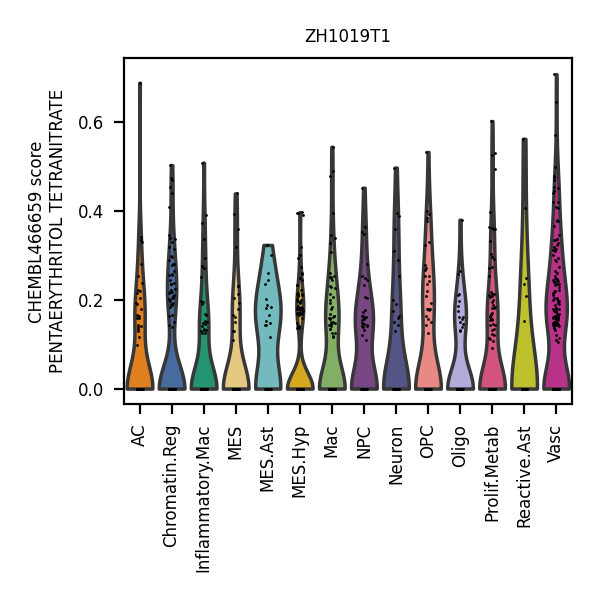 ZH1019T1
CHEMBL466659 score
PENTAERYTHRITOL TETRANITRATE
0.6
0.4
0.2
0.0
AC
Chromatin.Reg
Inflammatory.Mac
MES
MES.Ast
MES.Hyp
Mac
NPC
Neuron
OPC
Oligo
Prolif.Metab
Reactive.Ast
Vasc